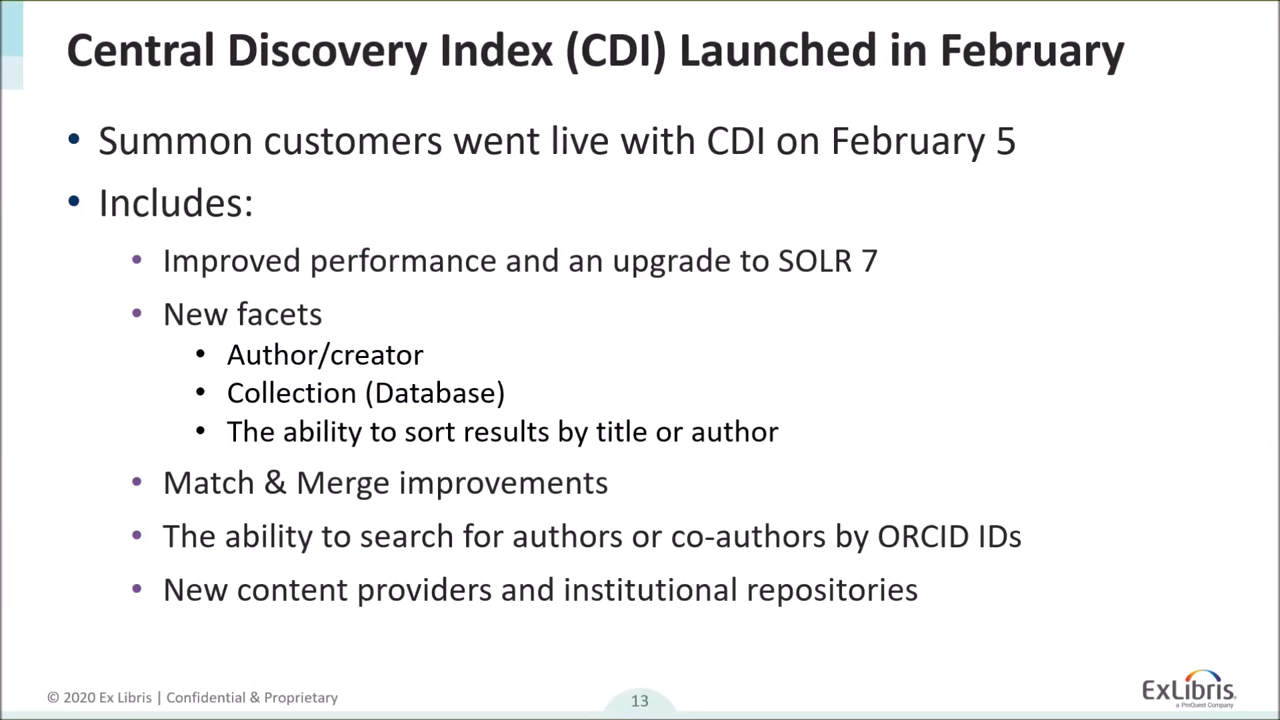 Central Discovery Index (CDI) Launched in February
• Summon customers went live with CDI on February 5
• Includes:
• Improved performance and an upgrade to SOLR 7
• New facets
• Author/creator
• Collection (Database)
• The ability to sort results by title or author
• Match & Merge improvements
• The ability to search for authors or co-authors by ORCID IDs
• New content providers and institutional repositories
© 2020 Ex Libris | Confidential & Proprietary
13
ExLibris
a ProQuest Company